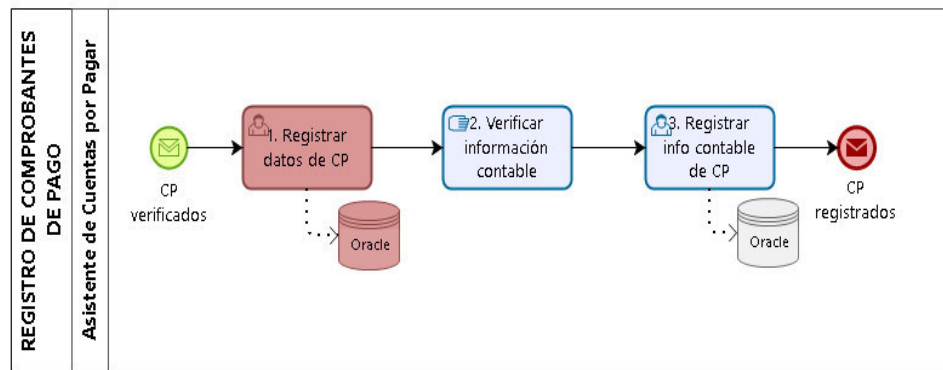 REGISTRO DE COMPROBANTES
DE PAGO
Asistente de Cuentas por Pagar
CP
verificados
1. Registrar
datos de CP
Oracle
2. Verificar
información
contable
3. Registrar
info contable
de CP
Oracle
CP
registrados